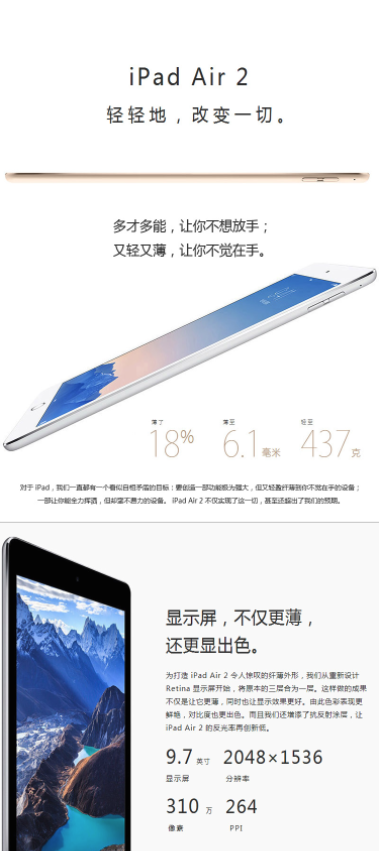 iPad Air 2
轻轻地，改变一切。
多才多能，让你不想放手；
又轻又薄，让你不觉在手。
薄了 薄至 轻至
18% 6.1毫米 437克
对于 iPad，我们一直都有一个看似自相矛盾的目标：要创造一部功能极为强大，但又轻盈纤薄到你不觉在手的设备；
一部让你能全力挥洒，但却毫不费力的设备。iPad Air 2 不仅实现了这一切，甚至还超出了我们的预期。
显示屏，不仅更薄，
还更显出色。
为打造 iPad Air 2 令人惊叹的纤薄外形，我们从重新设计
Retina 显示屏开始，将原本的三层合为一层。这样做的成果
不仅是让它更薄，同时也让显示效果更好。由此色彩表现更
鲜艳，对比度也更出色。而且我们还增添了抗反射涂层，让
iPad Air 2 的反光率再创新低。
9.7 英寸 2048×1536
显示屏 分辨率
310 万 264
像素 PPI